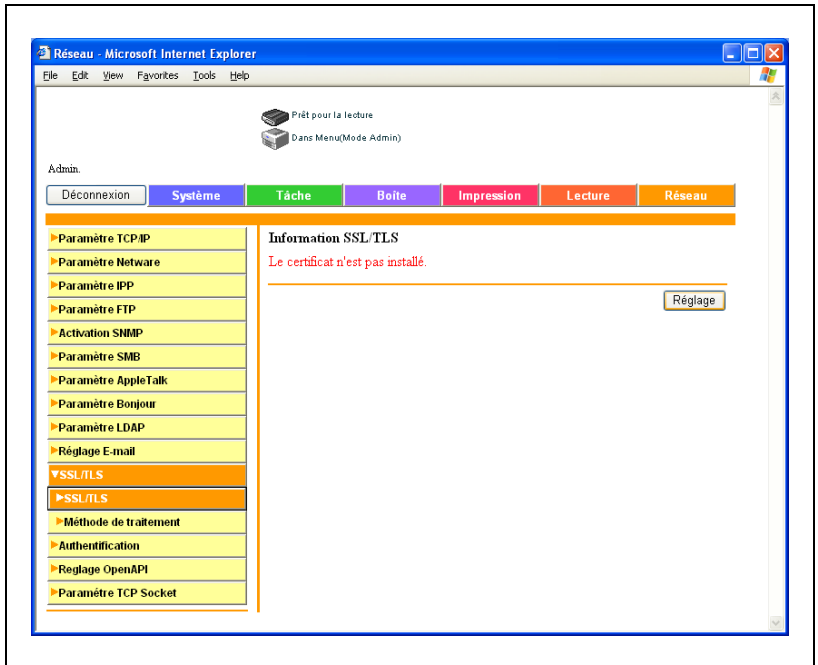 Réseau - Microsoft Internet Explorer
File Edit View Favorites Tools Help
Prêt pour la lecture
Dans Menu(Mode Admin)
Admin.
Déconnexion Système Tâche Boîte Impression Lecture Réseau
Paramètre TCP/IP
Paramètre Netware
Paramètre IPP
Paramètre FTP
Activation SNMP
Paramètre SMB
Paramètre AppleTalk
Paramètre Bonjour
Paramètre LDAP
Réglage E-mail
SSL/TLS
SSL/TLS
Méthode de traitement
Authentification
Reglage OpenAPI
Paramétre TCP Socket
Information SSL/TLS
Le certificat n'est pas installé.
Réglage